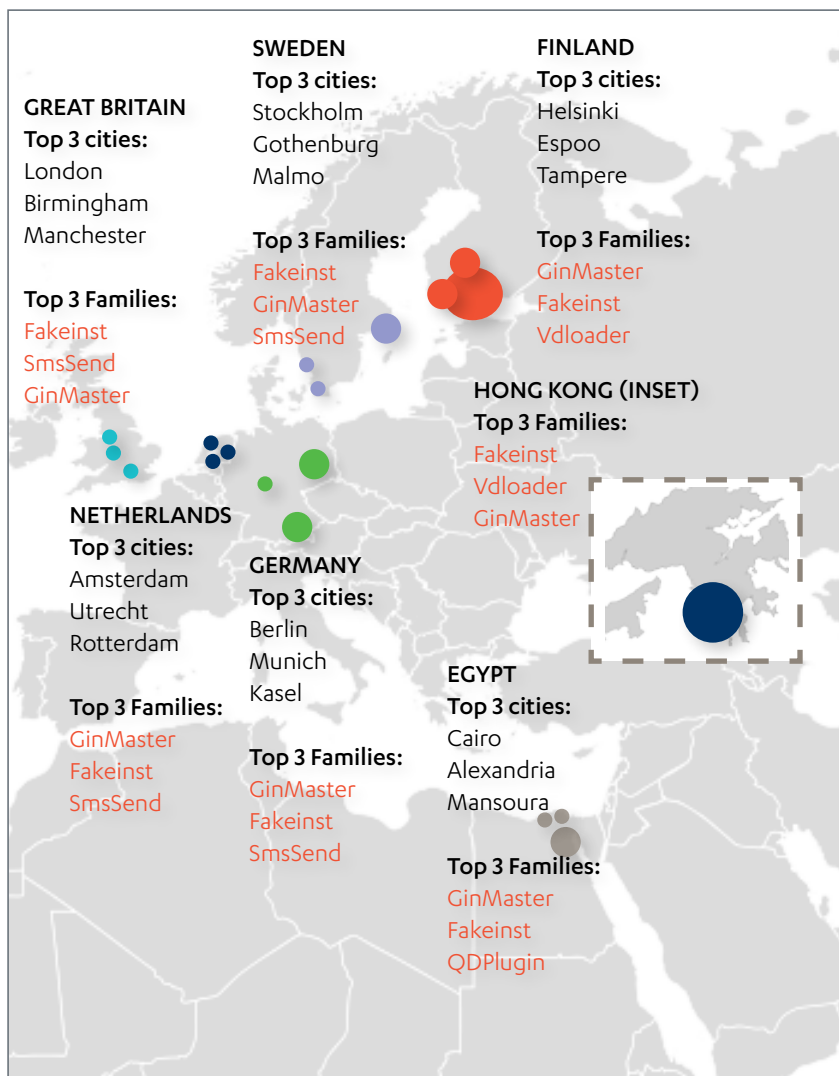 GREAT BRITAIN
Top 3 cities:
London
Birmingham
Manchester
Top 3 Families:
Fakeinst
SmsSend
GinMaster
SWEDEN
Top 3 cities:
Stockholm
Gothenburg
Malmo
Top 3 Families:
Fakeinst
GinMaster
SmsSend
FINLAND
Top 3 cities:
Helsinki
Espoo
Tampere
Top 3 Families:
GinMaster
Fakeinst
Vdloader
HONG KONG (INSET)
Top 3 Families:
Fakeinst
Vdloader
GinMaster
NETHERLANDS
Top 3 cities:
Amsterdam
Utrecht
Rotterdam
Top 3 Families:
GinMaster
Fakeinst
SmsSend
GERMANY
Top 3 cities:
Berlin
Munich
Kasel
Top 3 Families:
GinMaster
Fakeinst
SmsSend
EGYPT
Top 3 cities:
Cairo
Alexandria
Mansoura
Top 3 Families:
GinMaster
Fakeinst
QDPlugin